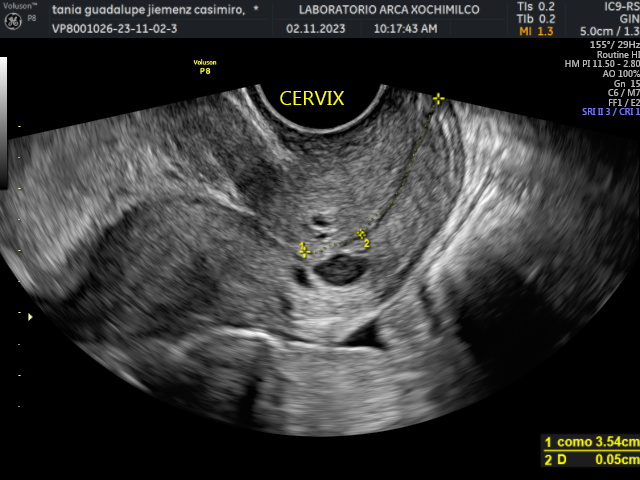 Voluson™
P8
tania guadalupe jiemenz casimiro, *
VP8001026-23-11-02-3
LABORATORIO ARCA XOCHIMILCO
02.11.2023 10:17:43 AM
TIs 0.2
TIb 0.2
MI 1.3
IC9-RS
GIN
5.0cm / 1.3
155°/ 29Hz
Routine H
HM PI 11.50 - 2.80
AO 100%
Gn 15
C6 / M7
FF1 / E2
SRI II 3 / CRI 1
Voluson
P8
CERVIX
1
2
1 como 3.54cm
2 D 0.05cm